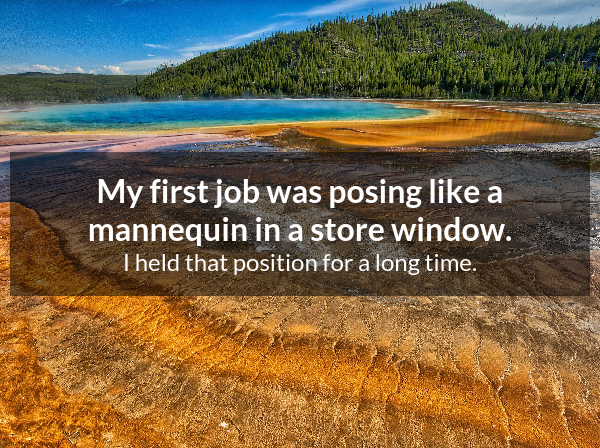 My first job was posing like a
mannequin in a store window.
I held that position for a long time.